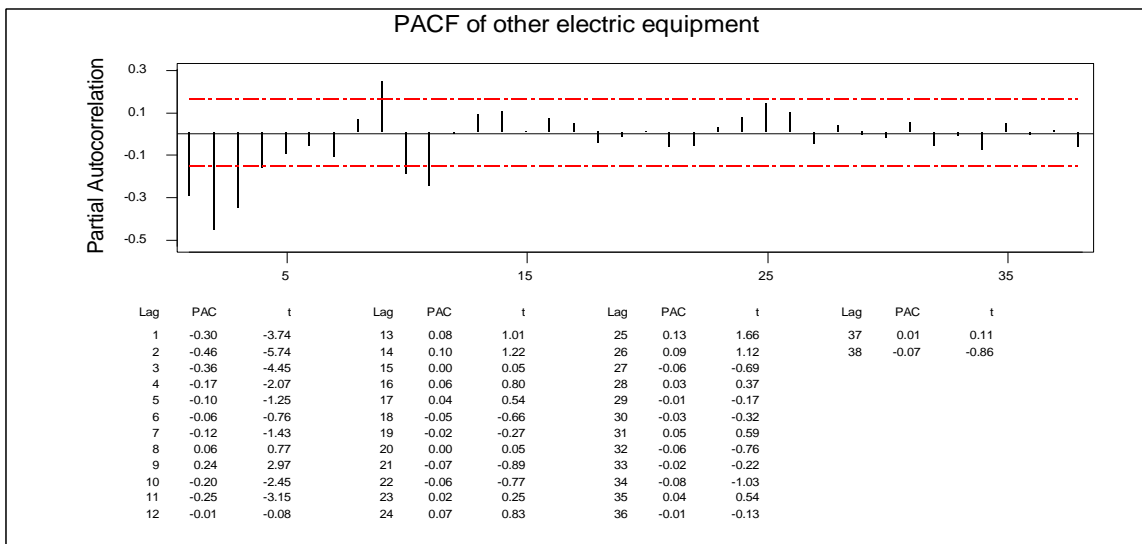 PACF of other electric equipment
Partial Autocorrelation
0.3
0.1
-0.1
-0.3
-0.5
5 15 25 35
Lag PAC t Lag PAC t Lag PAC t Lag PAC t
1 -0.30 -3.74 13 0.08 1.01 25 0.13 1.66 37 0.01 0.11
2 -0.46 -5.74 14 0.10 1.22 26 0.09 1.12 38 -0.07 -0.86
3 -0.36 -4.45 15 0.00 0.05 27 -0.06 -0.69
4 -0.17 -2.07 16 0.06 0.80 28 0.03 0.37
5 -0.10 -1.25 17 0.04 0.54 29 -0.01 -0.17
6 -0.06 -0.76 18 -0.05 -0.66 30 -0.03 -0.32
7 -0.12 -1.43 19 -0.02 -0.27 31 0.05 0.59
8 0.06 0.77 20 0.00 0.05 32 -0.06 -0.76
9 0.24 2.97 21 -0.07 -0.89 33 -0.02 -0.22
10 -0.20 -2.45 22 -0.06 -0.77 34 -0.08 -1.03
11 -0.25 -3.15 23 0.02 0.25 35 0.04 0.54
12 -0.01 -0.08 24 0.07 0.83 36 -0.01 -0.13